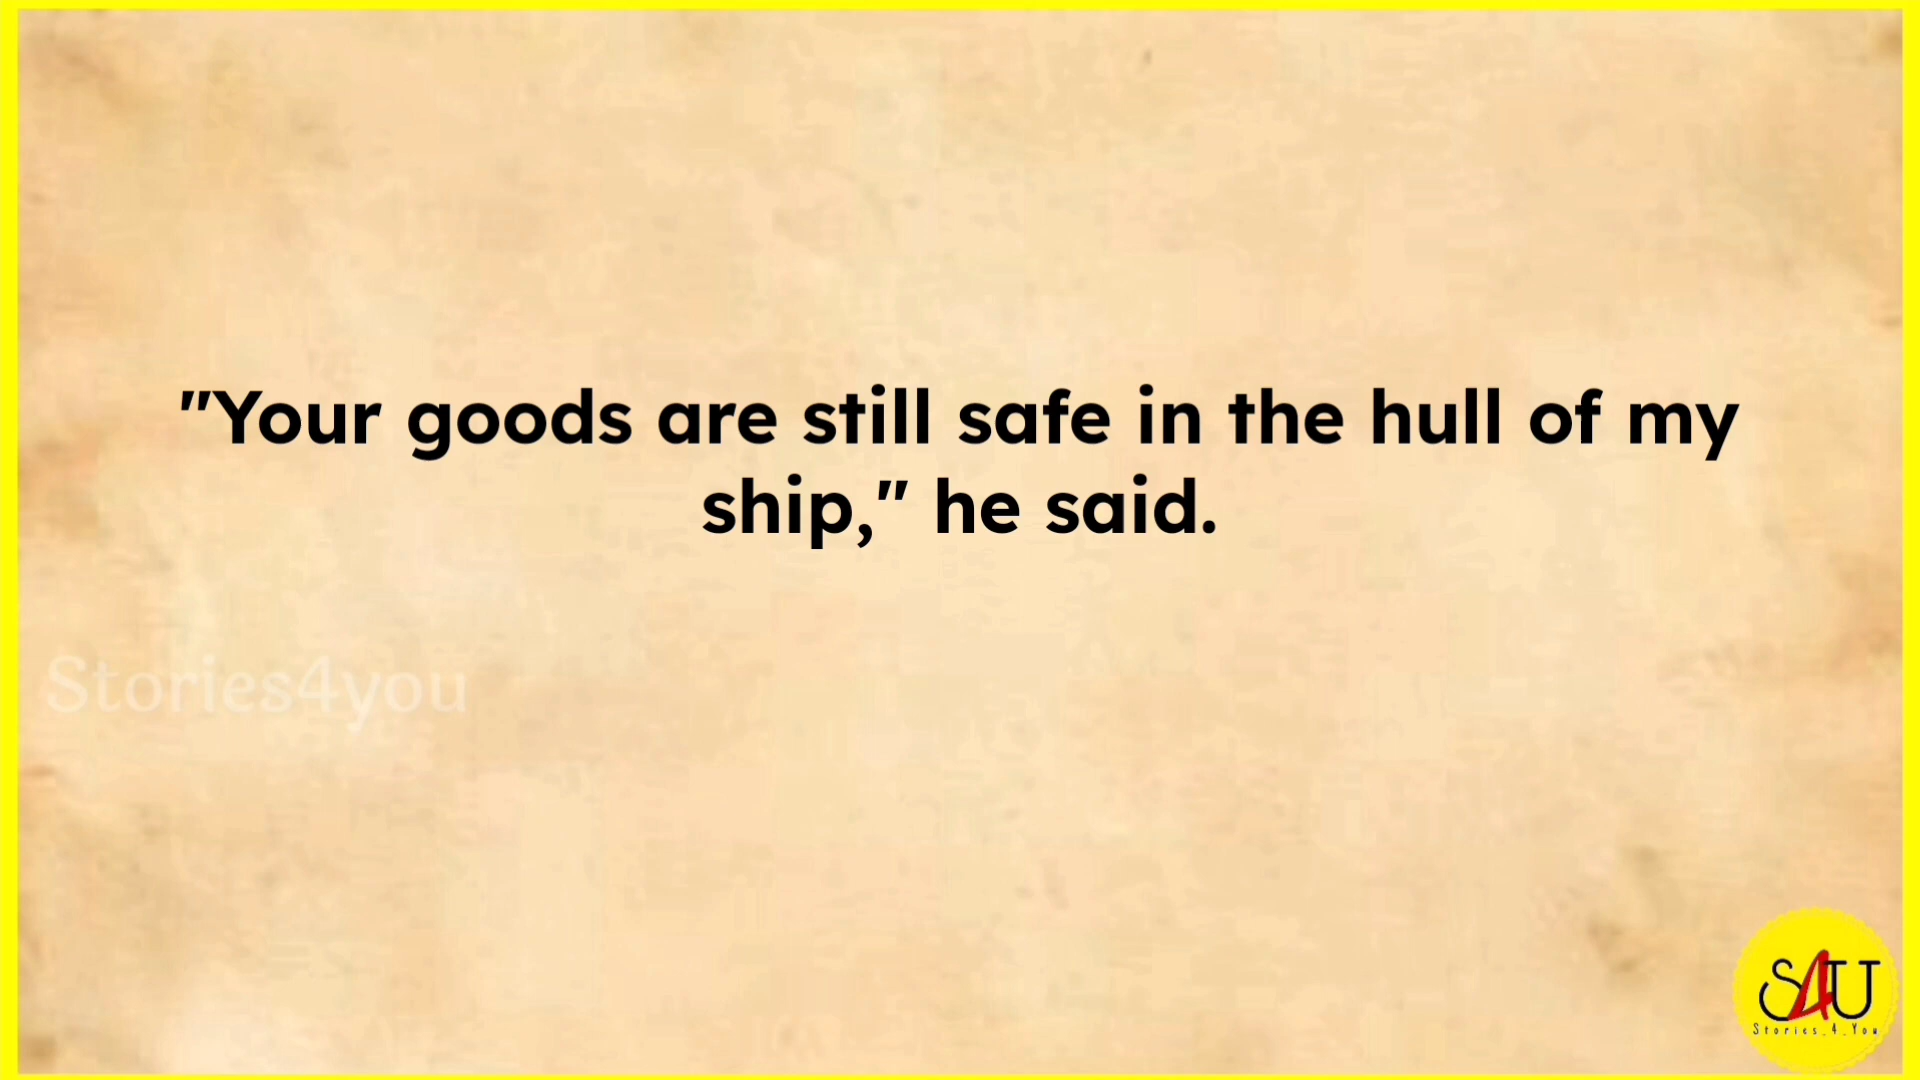 "Your goods are still safe in the hull of my
ship," he said.
Stories4you
S4U
Stories_4_You